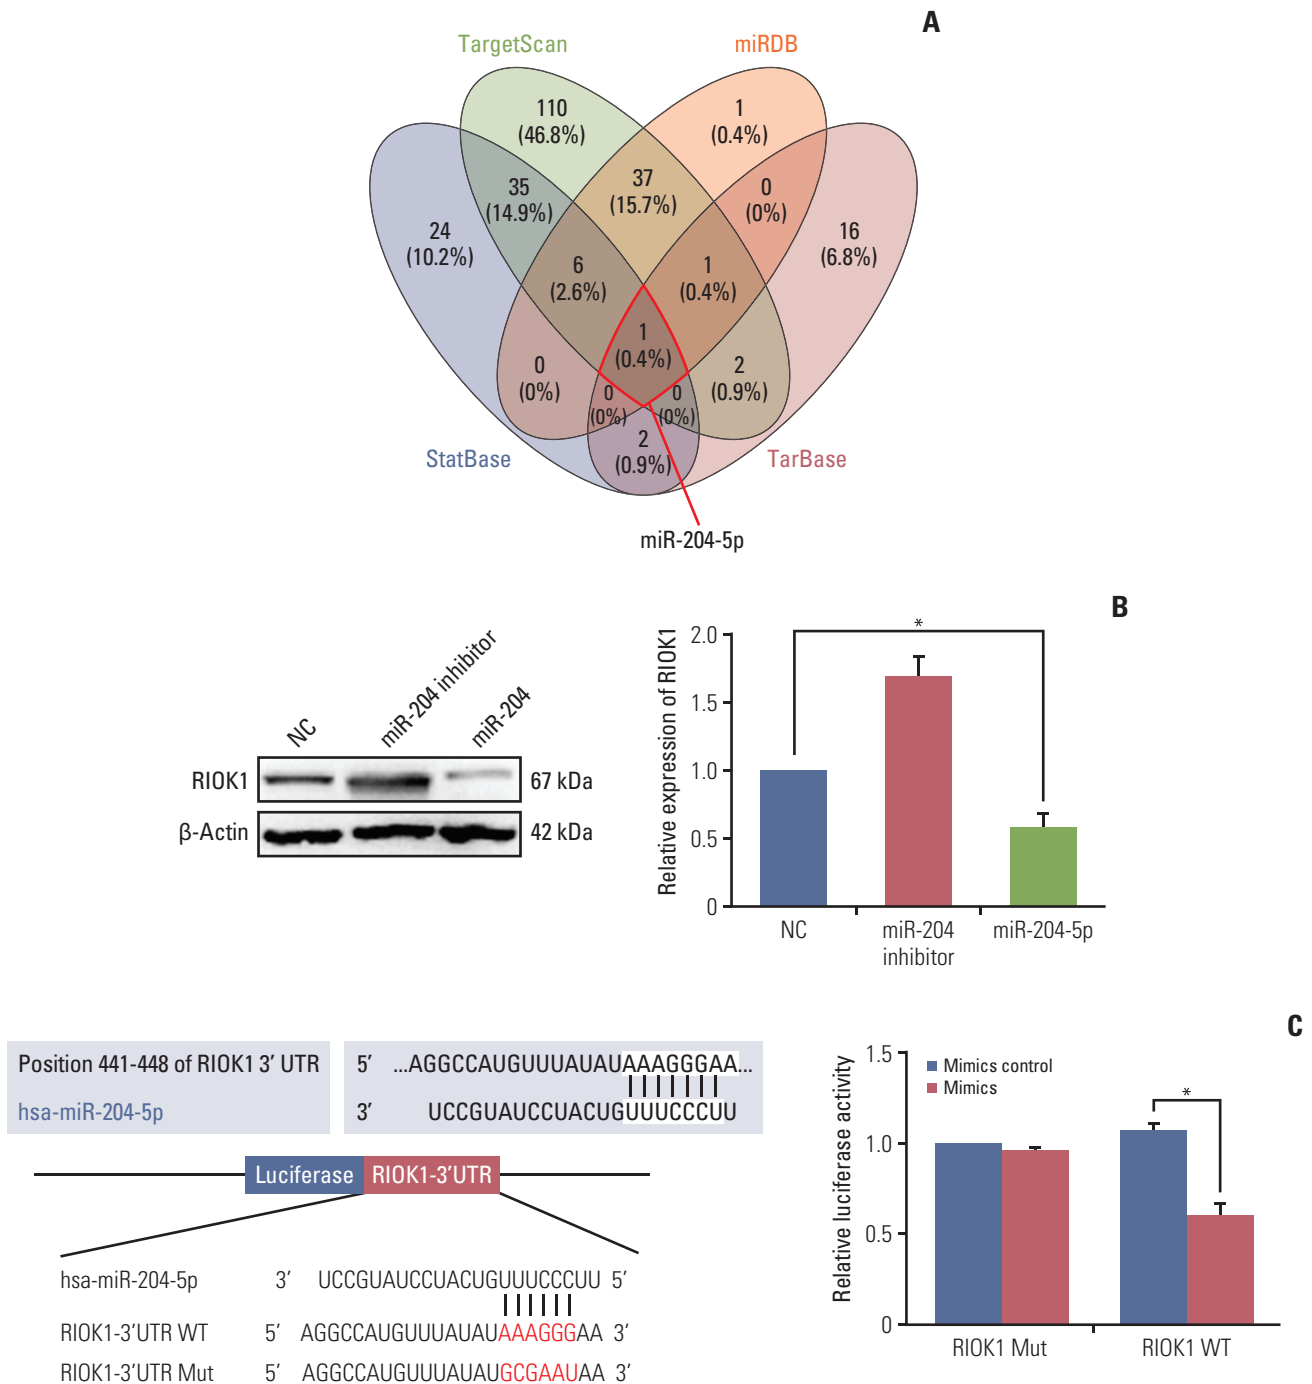 A
TargetScan
miRDB
110
(46.8%)
1
(0.4%)
35
(14.9%)
37
(15.7%)
0
(0%)
24
(10.2%)
16
(6.8%)
6
(2.6%)
1
(0.4%)
1
(0.4%)
0
(0%)
2
(0.9%)
0
(0%)
0
(0%)
2
(0.9%)
StatBase
TarBase
miR-204-5p
B
NC
miR-204 inhibitor
miR-204
RIOK1
67 kDa
β-Actin
42 kDa
Relative expression of RIOK1
2.0
1.5
1.0
0.5
0
*
NC
miR-204
inhibitor
miR-204-5p
C
Position 441-448 of RIOK1 3′ UTR
5′ ...AGGCCAUGUUUAUAUAAAGGGAA...
hsa-miR-204-5p
3′ UCCGUAUCCUACUGUUUCCCUU
Luciferase
RIOK1-3′UTR
hsa-miR-204-5p 3′ UCCGUAUCCUACUGUUUCCCUU 5′
RIOK1-3′UTR WT 5′ AGGCCAUGUUUAUAUAAAGGGAA 3′
RIOK1-3′UTR Mut 5′ AGGCCAUGUUUAUAUGCGAAUAA 3′
Relative luciferase activity
1.5
1.0
0.5
0
Mimics control
Mimics
*
RIOK1 Mut
RIOK1 WT